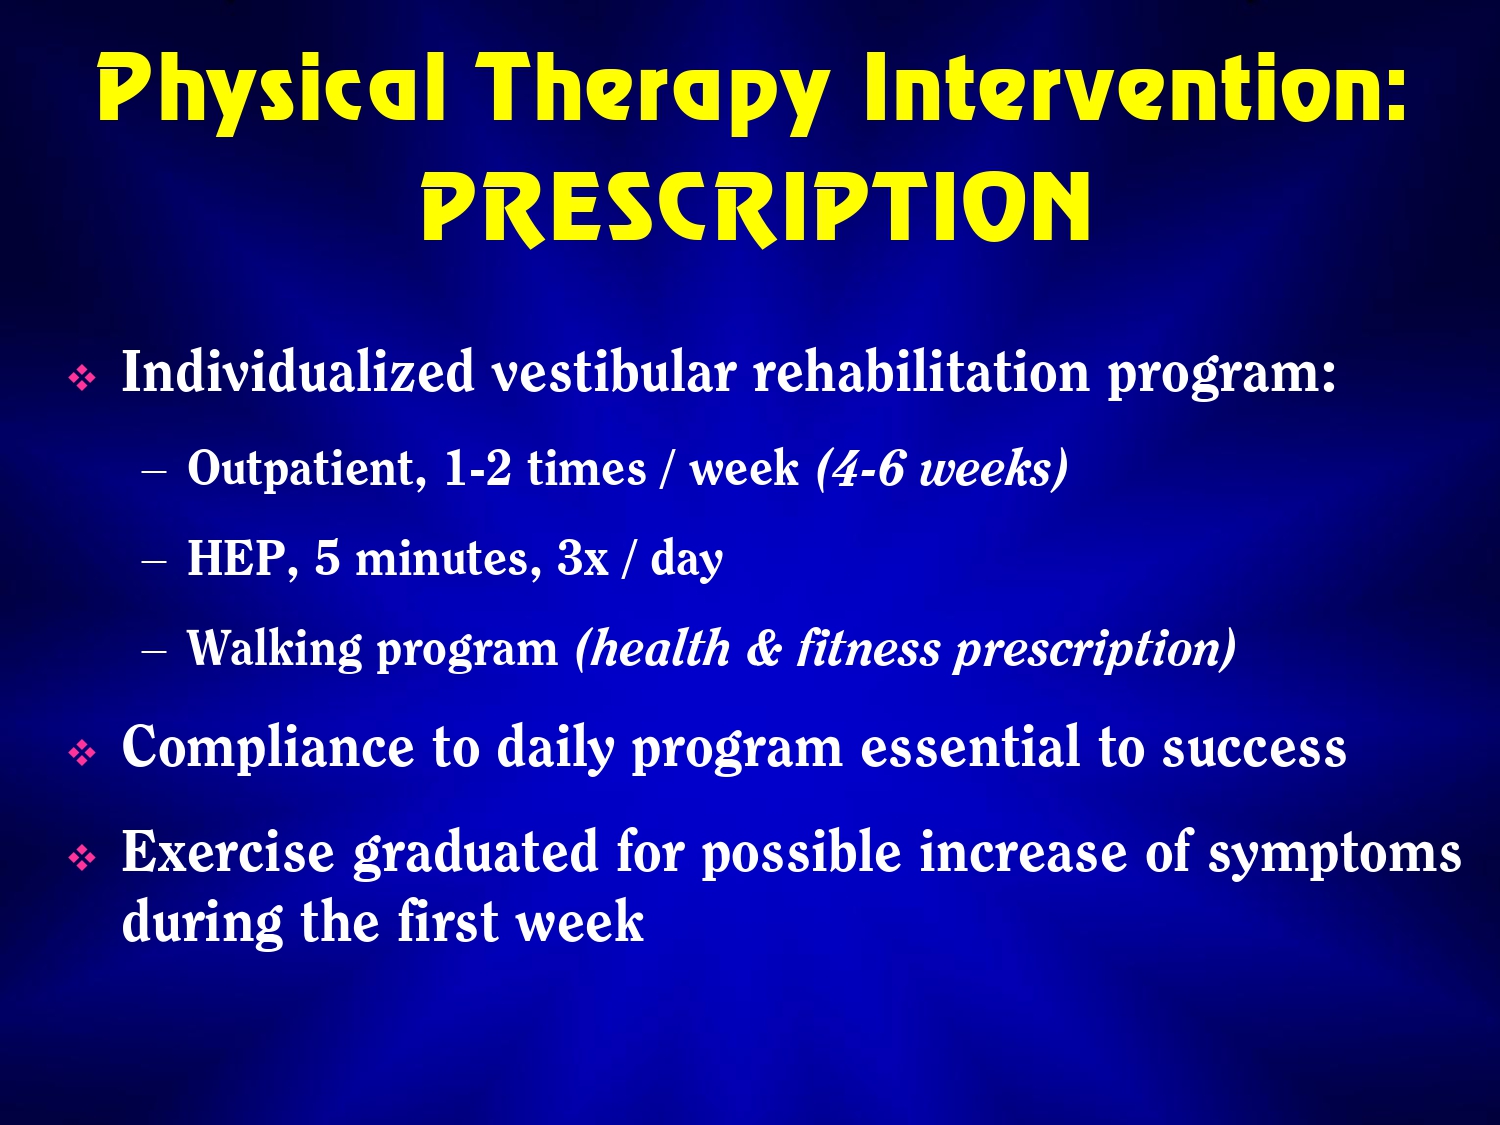 Physical Therapy Intervention:
PRESCRIPTION
❖ Individualized vestibular rehabilitation program:
– Outpatient, 1-2 times / week (4-6 weeks)
– HEP, 5 minutes, 3x / day
– Walking program (health & fitness prescription)
❖ Compliance to daily program essential to success
❖ Exercise graduated for possible increase of symptoms
during the first week